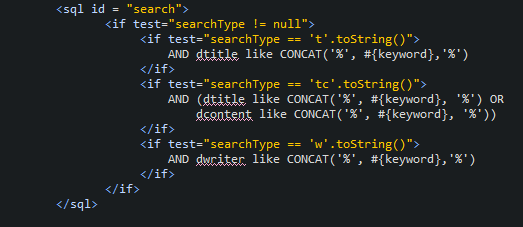 <sql id = "search">
<if test="searchType != null">
<if test="searchType == 't'.toString()">
AND dtitle like CONCAT('%', #{keyword},'%')
</if>
<if test="searchType == 'tc'.toString()">
AND (dtitle like CONCAT('%', #{keyword}, '%') OR
dcontent like CONCAT('%', #{keyword}, '%'))
</if>
<if test="searchType == 'w'.toString()">
AND dwriter like CONCAT('%', #{keyword},'%')
</if>
</if>
</sql>